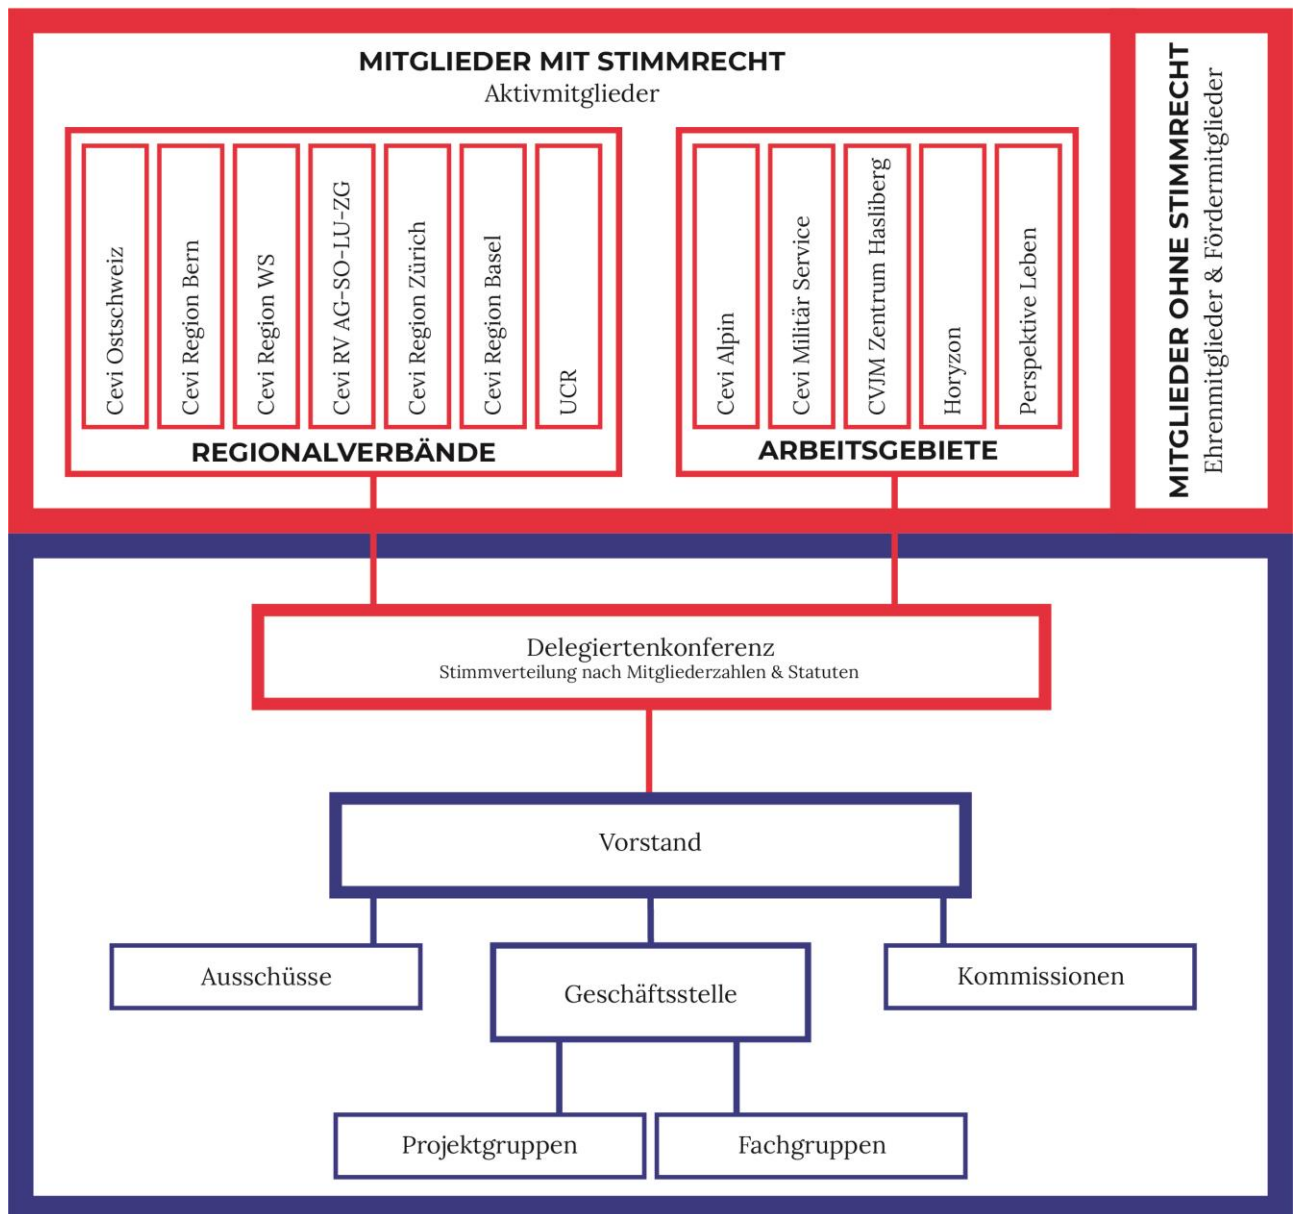 MITGLIEDER MIT STIMMRECHT
Aktivmitglieder
Cevi Ostschweiz
Cevi Region Bern
Cevi Region WS
Cevi RV AG-SO-LU-ZG
Cevi Region Zürich
Cevi Region Basel
UCR
REGIONALVERBÄNDE
Cevi Alpin
Cevi Militär Service
CVJM Zentrum Hasliberg
Horyzon
Perspektive Leben
ARBEITSGEBIETE
MITGLIEDER OHNE STIMMRECHT
Ehrenmitglieder & Fördermitglieder
Delegiertenkonferenz
Stimmverteilung nach Mitgliederzahlen & Statuten
Vorstand
Ausschüsse
Geschäftsstelle
Kommissionen
Projektgruppen
Fachgruppen